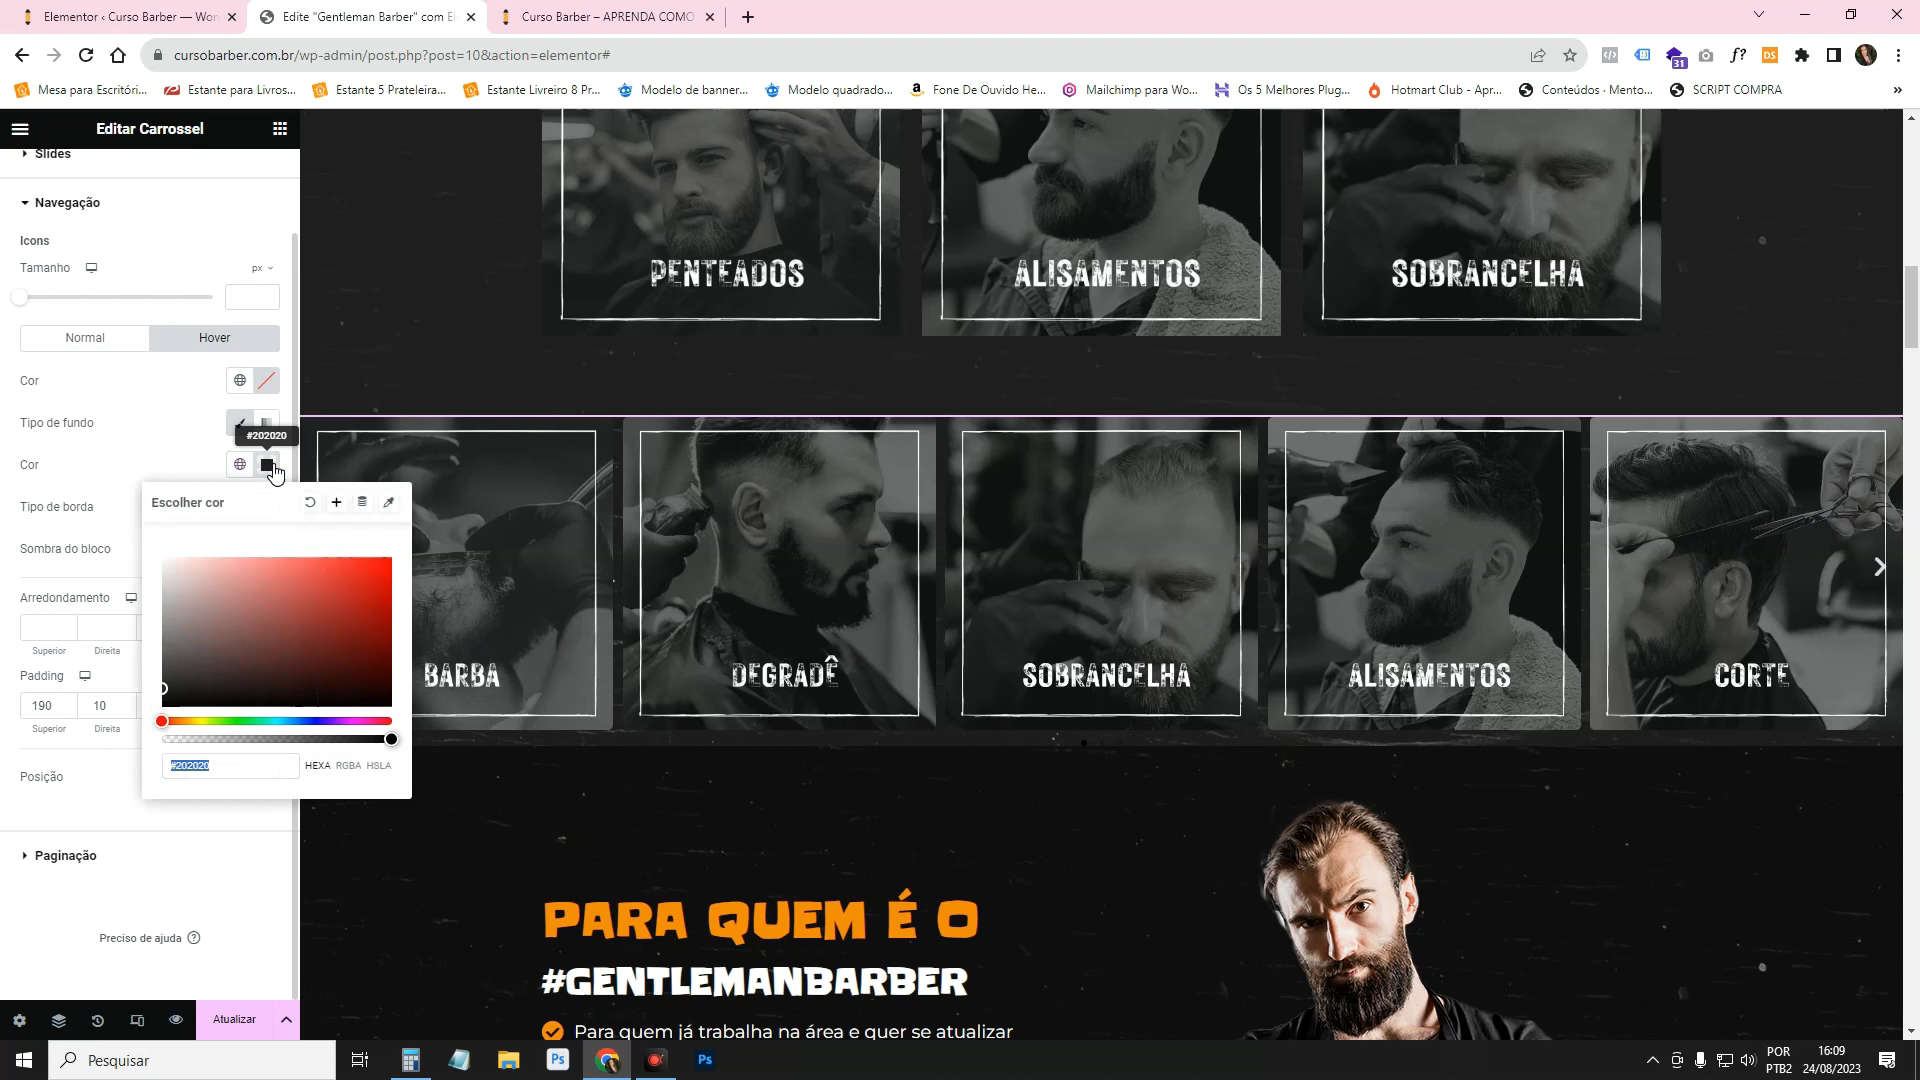 Elementor ‹ Curso Barber — Wor
Edite "Gentleman Barber" com El
Curso Barber – APRENDA COMO
cursobarber.com.br/wp-admin/post.php?post=10&action=elementor#
31
f?
DS
Mesa para Escritóri...
Estante para Livros...
Estante 5 Prateleira...
Estante Livreiro 8 Pr...
Modelo de banner...
Modelo quadrado...
Fone De Ouvido He...
Mailchimp para Wo...
Os 5 Melhores Plug...
Hotmart Club - Apr...
Conteúdos · Mento...
SCRIPT COMPRA
»
Editar Carrossel
Slides
Navegação
Icons
Tamanho
px
Normal
Hover
Cor
Tipo de fundo
#202020
Cor
Escolher cor
Tipo de borda
Sombra do bloco
Arredondamento
Superior
Direita
Padding
190
10
Superior
Direita
#202020
HEXA
RGBA
HSLA
Posição
Paginação
Preciso de ajuda
Atualizar
PENTEADOS
ALISAMENTOS
SOBRANCELHA
BARBA
DEGRADÊ
SOBRANCELHA
ALISAMENTOS
CORTE
PARA QUEM É O
#GENTLEMANBARBER
Para quem já trabalha na área e quer se atualizar
Pesquisar
Ps
Ps
POR
PTB2
16:09
24/08/2023